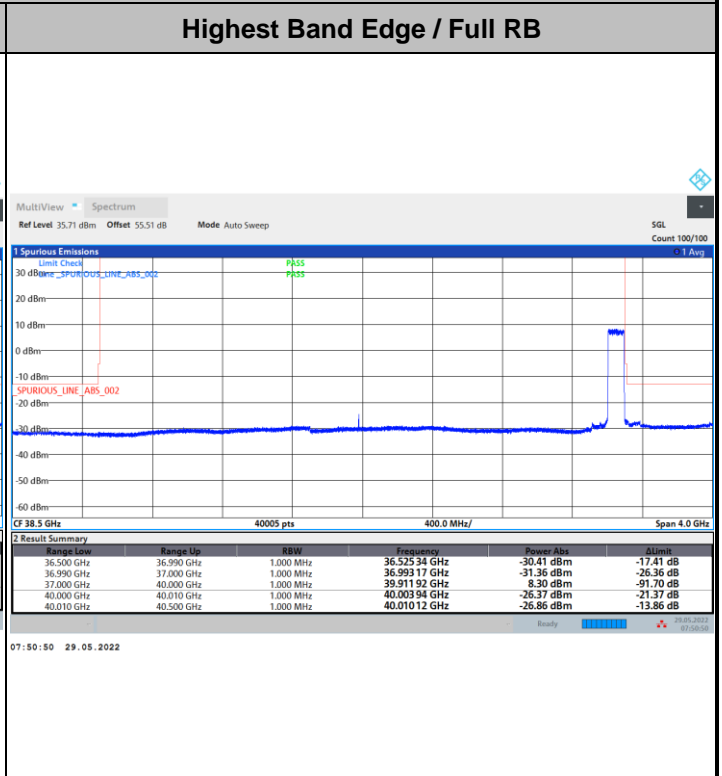 Highest Band Edge / Full RB
MultiView Spectrum
Ref Level 35.71 dBm Offset 55.51 dB Mode Auto Sweep SGL
Count 100/100
1 Spurious Emissions 1 Avg
Limit Check PASS
30 dBm Line _SPURIOUS_LINE_ABS_002 PASS
20 dBm
10 dBm
0 dBm
-10 dBm
_SPURIOUS_LINE_ABS_002
-20 dBm
-30 dBm
-40 dBm
-50 dBm
-60 dBm
CF 38.5 GHz 40005 pts 400.0 MHz/ Span 4.0 GHz
2 Result Summary
Range Low Range Up RBW Frequency Power Abs ΔLimit
36.500 GHz 36.990 GHz 1.000 MHz 36.525 34 GHz -30.41 dBm -17.41 dB
36.990 GHz 37.000 GHz 1.000 MHz 36.993 17 GHz -31.36 dBm -26.36 dB
37.000 GHz 40.000 GHz 1.000 MHz 39.911 92 GHz 8.30 dBm -91.70 dB
40.000 GHz 40.010 GHz 1.000 MHz 40.003 94 GHz -26.37 dBm -21.37 dB
40.010 GHz 40.500 GHz 1.000 MHz 40.010 12 GHz -26.86 dBm -13.86 dB
Ready 29.05.2022
07:50:50
07:50:50 29.05.2022